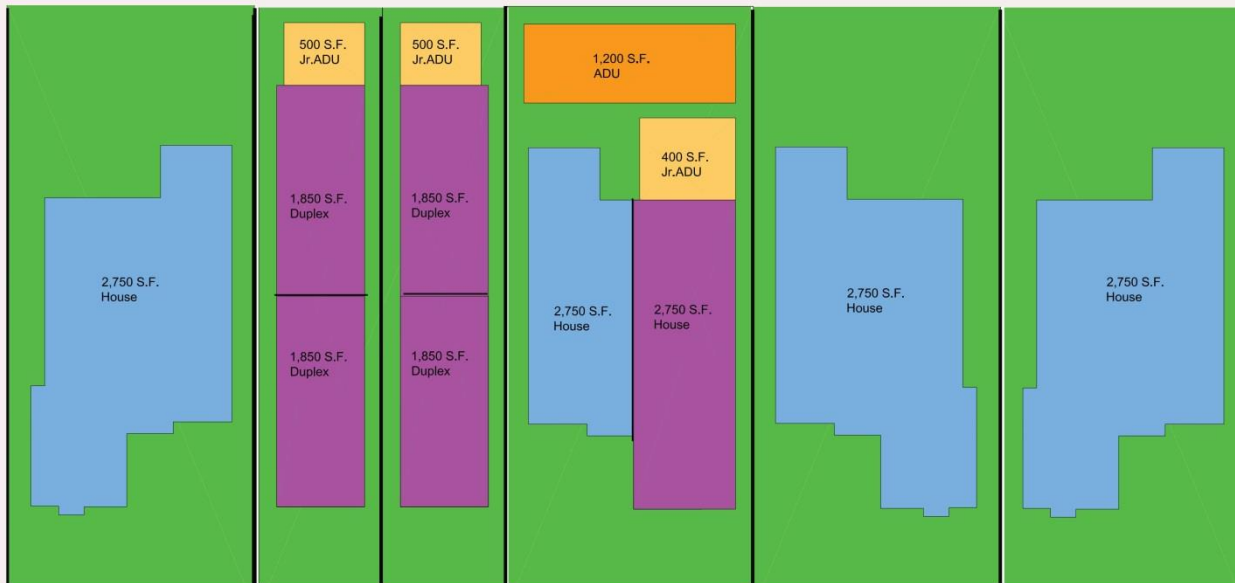 500 S.F.
Jr.ADU
500 S.F.
Jr.ADU
1,200 S.F.
ADU
400 S.F.
Jr.ADU
1,850 S.F.
Duplex
1,850 S.F.
Duplex
2,750 S.F.
House
2,750 S.F.
House
2,750 S.F.
House
2,750 S.F.
House
2,750 S.F.
House
1,850 S.F.
Duplex
1,850 S.F.
Duplex